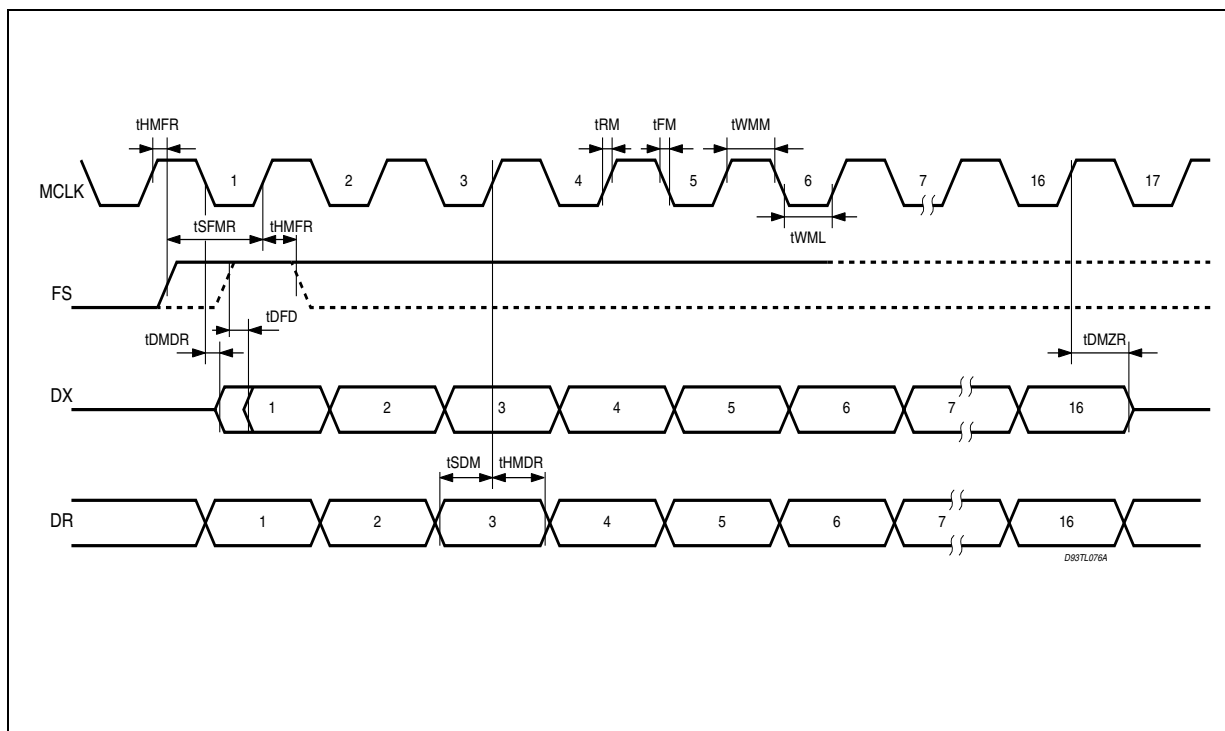 tHMFR tRM tFM tWMM
MCLK 1 2 3 4 5 6 7 16 17
tSFMR tHMFR tWML
FS
tDFD
tDMDR tDMZR
DX 1 2 3 4 5 6 7 16
tSDM tHMDR
DR 1 2 3 4 5 6 7 16
D93TL076A